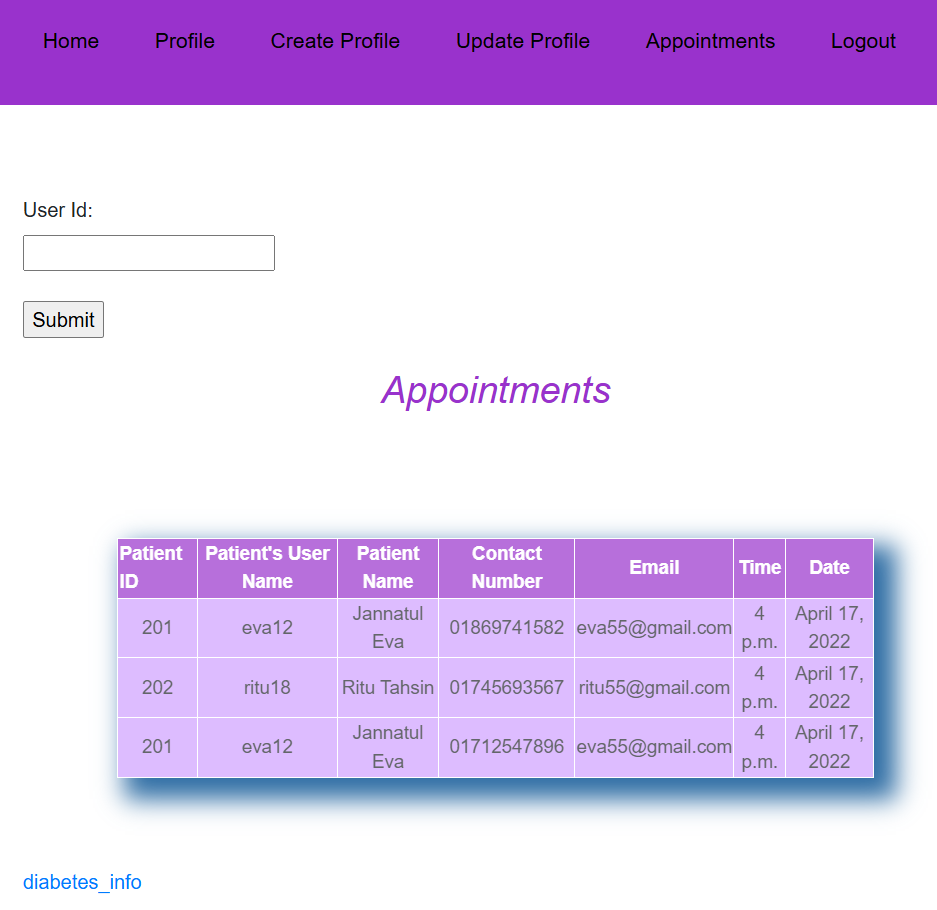 Home Profile Create Profile Update Profile Appointments Logout
User Id:
Submit
Appointments
Patient ID Patient's User Name Patient Name Contact Number Email Time Date
201 eva12 Jannatul Eva 01869741582 eva55@gmail.com 4 p.m. April 17, 2022
202 ritu18 Ritu Tahsin 01745693567 ritu55@gmail.com 4 p.m. April 17, 2022
201 eva12 Jannatul Eva 01712547896 eva55@gmail.com 4 p.m. April 17, 2022
diabetes_info